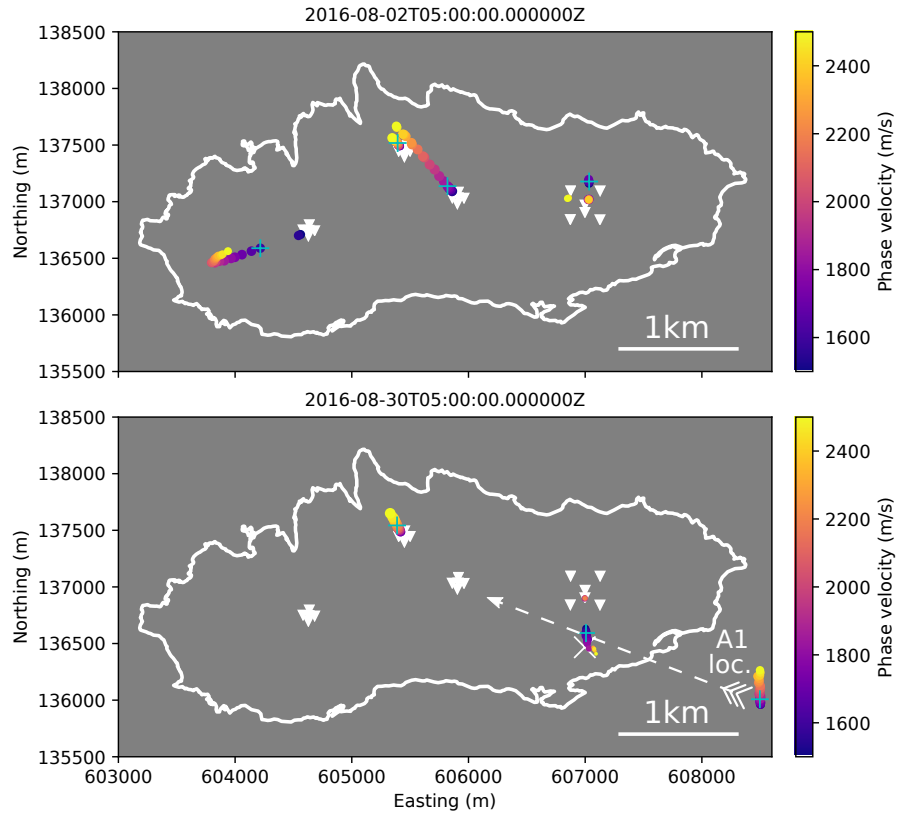 2016-08-02T05:00:00.000000Z
138500
138000
137500
137000
136500
136000
135500
Northing (m)
1km
2400
2200
2000
1800
1600
Phase velocity (m/s)
2016-08-30T05:00:00.000000Z
138500
138000
137500
137000
136500
136000
135500
Northing (m)
A1
loc.
1km
2400
2200
2000
1800
1600
Phase velocity (m/s)
603000 604000 605000 606000 607000 608000
Easting (m)